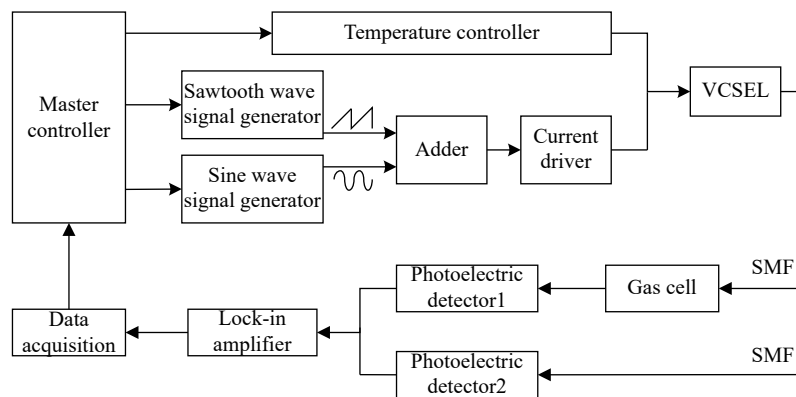 Temperature controller
Master
controller
Sawtooth wave
signal generator
VCSEL
Adder
Current
driver
Sine wave
signal generator
SMF
Photoelectric
detector1
Gas cell
Data
acquisition
Lock-in
amplifier
SMF
Photoelectric
detector2